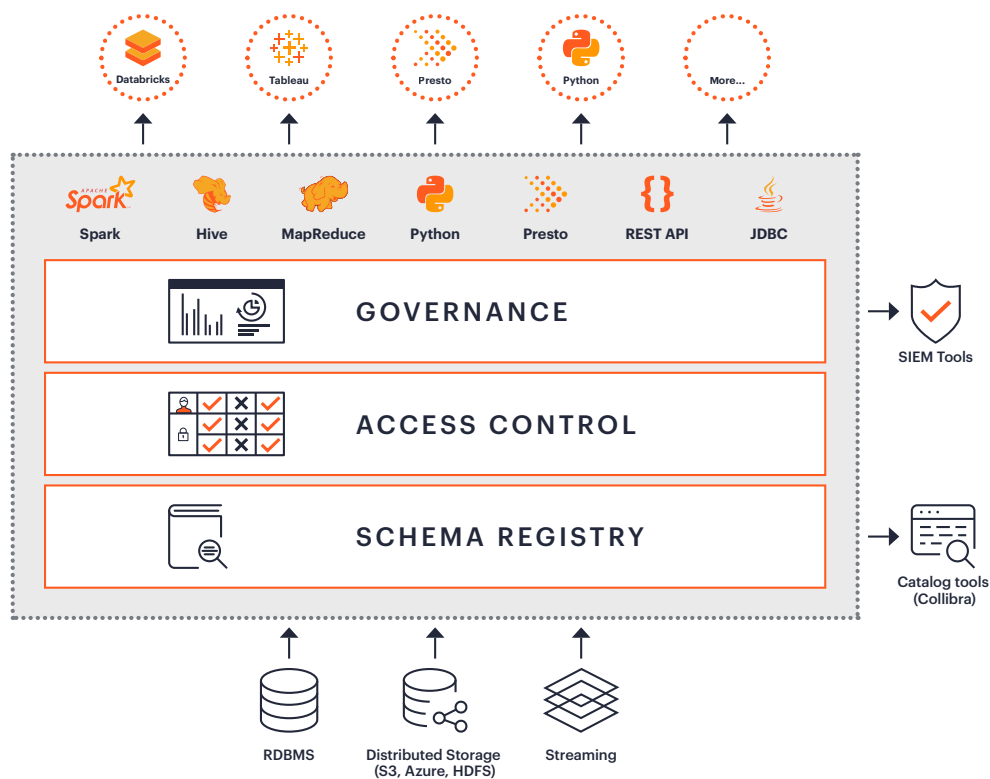 Databricks
Tableau
Presto
Python
More...
APACHE
Spark
Spark
Hive
MapReduce
Python
Presto
REST API
JDBC
GOVERNANCE
SIEM Tools
ACCESS CONTROL
SCHEMA REGISTRY
Catalog tools
(Collibra)
RDBMS
Distributed Storage
(S3, Azure, HDFS)
Streaming